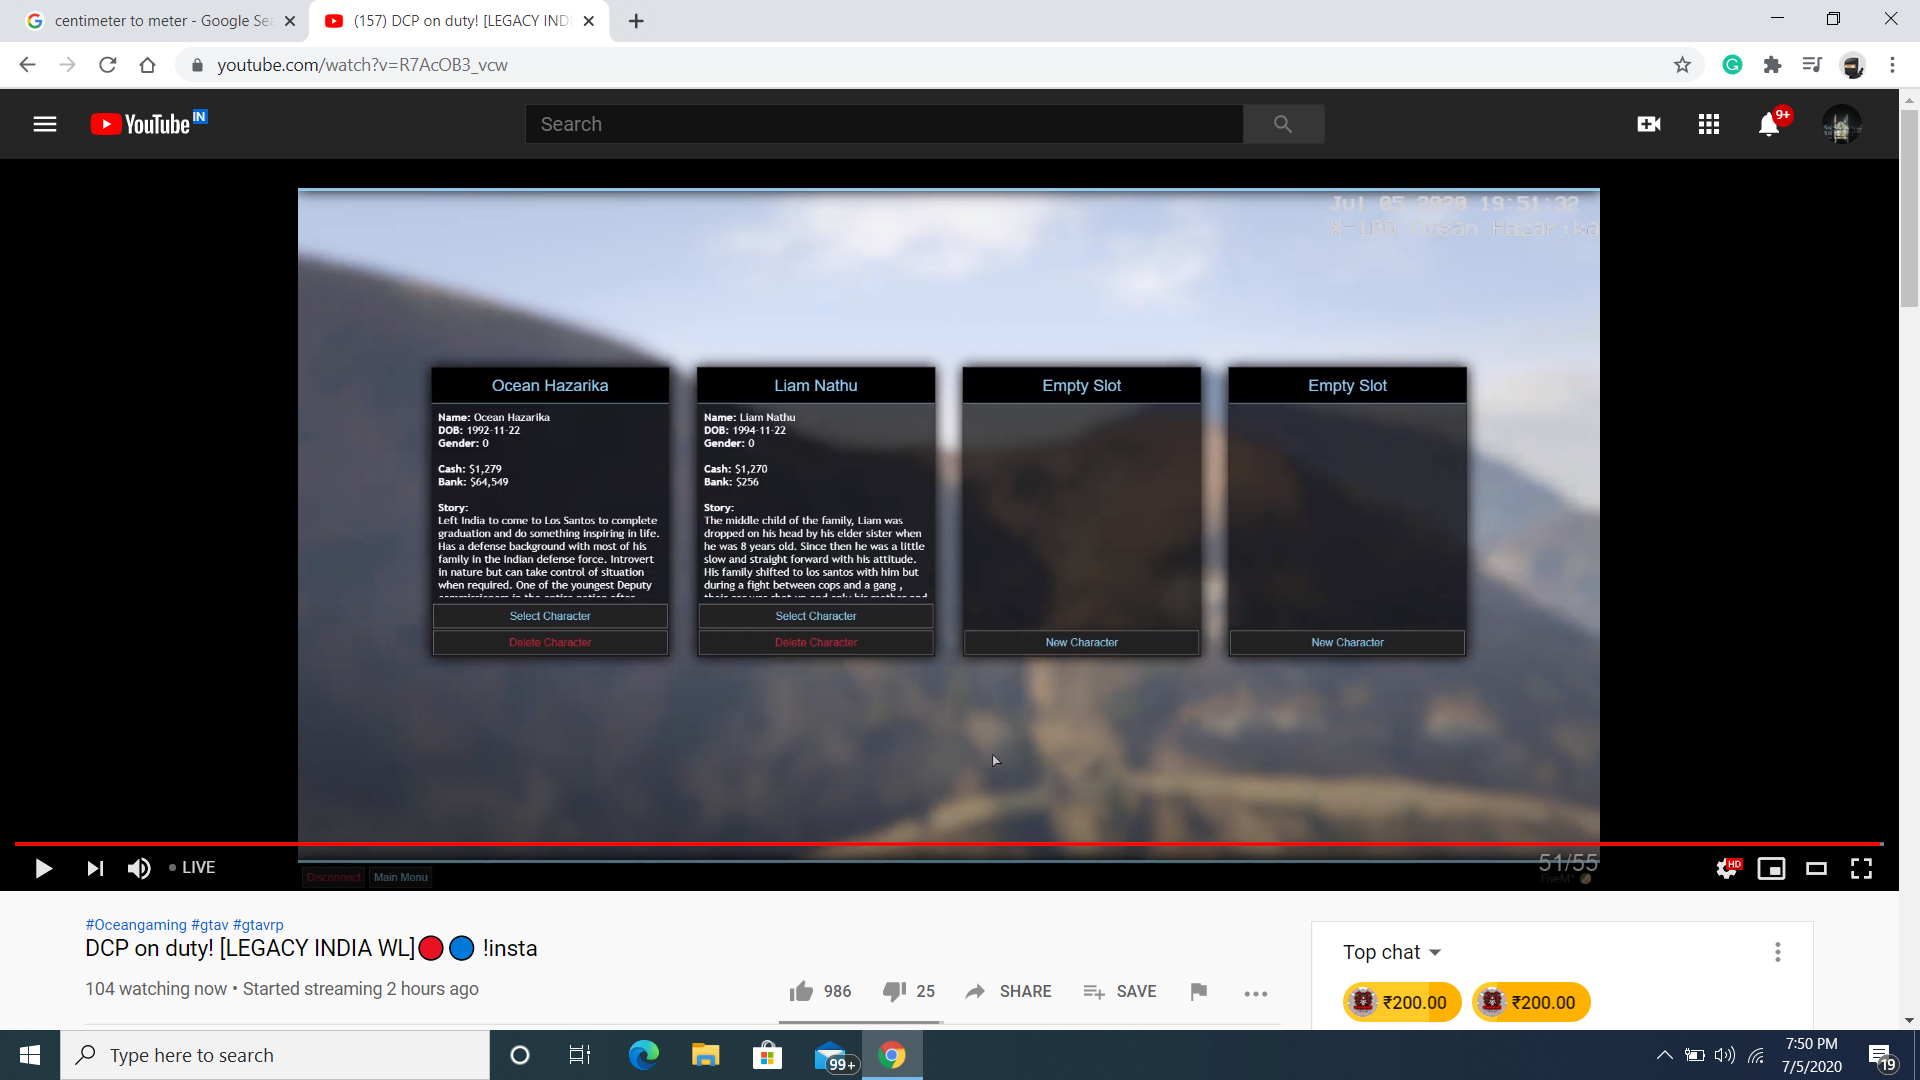 centimeter to meter - Google Se
(157) DCP on duty! [LEGACY IND
youtube.com/watch?v=R7AcOB3_vcw
YouTube IN
Search
9+
Jul 05 2020 19:51:32
X-100 Ocean Hazarika
Ocean Hazarika
Name: Ocean Hazarika
DOB: 1992-11-22
Gender: 0
Cash: $1,279
Bank: $64,549
Story:
Left India to come to Los Santos to complete
graduation and do something inspiring in life.
Has a defense background with most of his
family in the Indian defense force. Introvert
in nature but can take control of situation
when required. One of the youngest Deputy
Select Character
Delete Character
Liam Nathu
Name: Liam Nathu
DOB: 1994-11-22
Gender: 0
Cash: $1,270
Bank: $256
Story:
The middle child of the family, Liam was
dropped on his head by his elder sister when
he was 8 years old. Since then he was a little
slow and straight forward with his attitude.
His family shifted to los santos with him but
during a fight between cops and a gang ,
Select Character
Delete Character
Empty Slot
New Character
Empty Slot
New Character
LIVE
Disconnect Main Menu
51/55
FiveM
HD
#Oceangaming #gtav #gtavrp
DCP on duty! [LEGACY INDIA WL]🔴🔵 !insta
104 watching now • Started streaming 2 hours ago
986
25
SHARE
SAVE
Top chat
₹200.00
₹200.00
Type here to search
99+
7:50 PM
7/5/2020
19